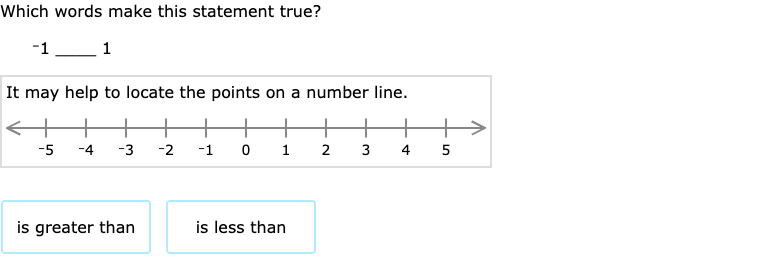 Which words make this statement true?
-1 ____ 1
It may help to locate the points on a number line.
-5 -4 -3 -2 -1 0 1 2 3 4 5
is greater than is less than